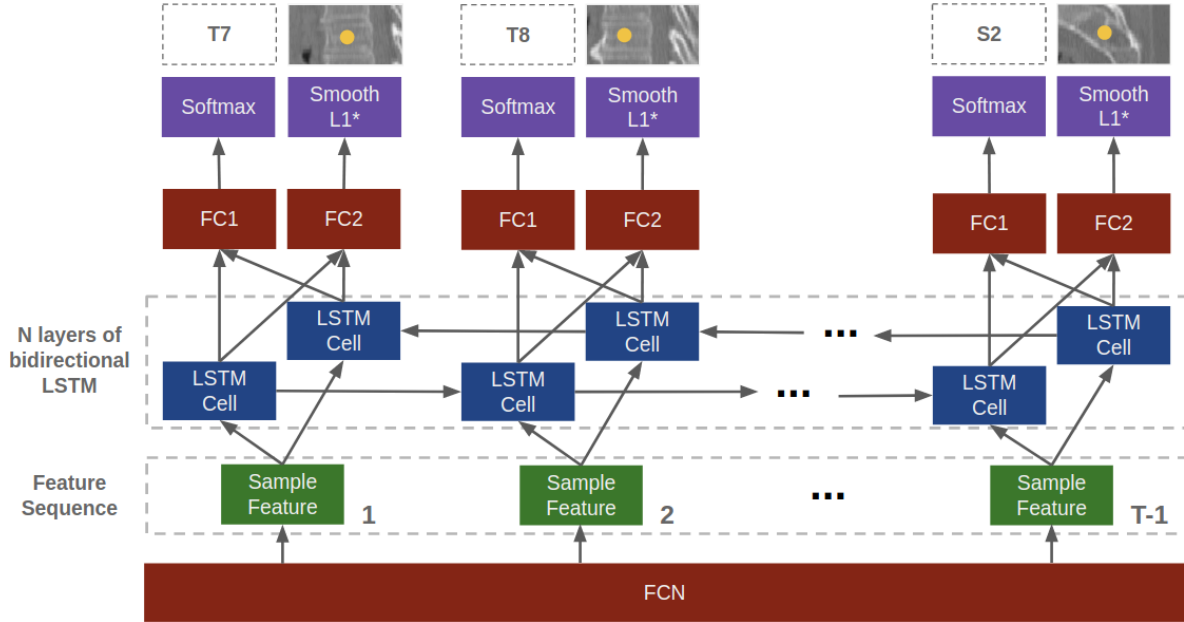 T7
T8
S2
Softmax
Smooth
L1*
Softmax
Smooth
L1*
Softmax
Smooth
L1*
FC1
FC2
FC1
FC2
FC1
FC2
N layers of
bidirectional
LSTM
LSTM
Cell
LSTM
Cell
...
LSTM
Cell
LSTM
Cell
LSTM
Cell
...
LSTM
Cell
Feature
Sequence
Sample
Feature
1
Sample
Feature
2
...
Sample
Feature
T-1
FCN